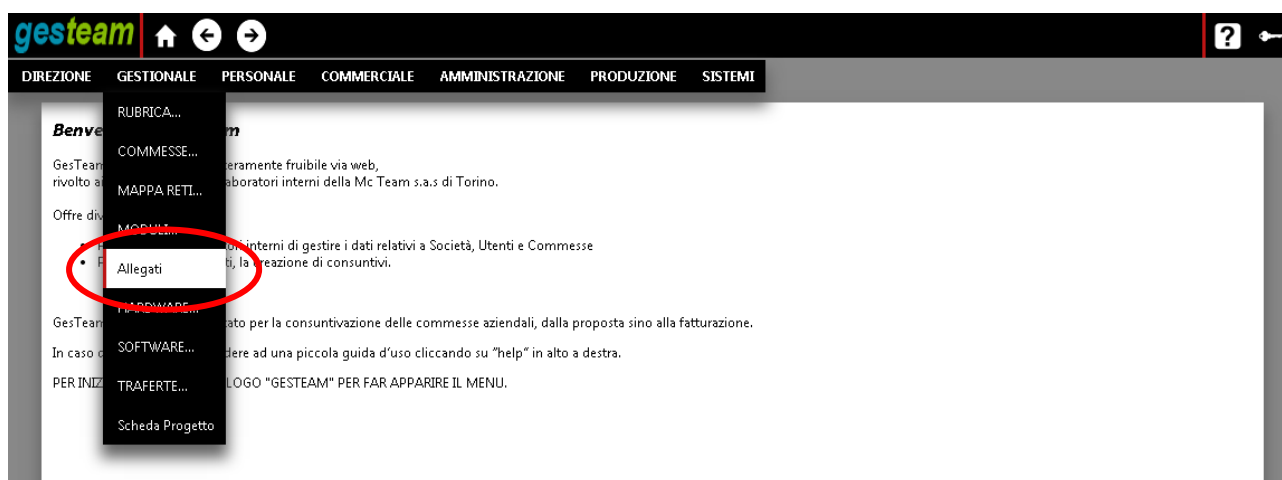 gesteam
?
DIREZIONE GESTIONALE PERSONALE COMMERCIALE AMMINISTRAZIONE PRODUZIONE SISTEMI
RUBRICA...
COMMESSE...
MAPPA RETI...
MODULI...
Allegati
HARDWARE...
SOFTWARE...
TRAFERTE...
Scheda Progetto
GesTeam eramente fruibile via web,
rivolto ai aboratori interni della Mc Team s.a.s di Torino.
Offre div
ori interni di gestire i dati relativi a Società, Utenti e Commesse
ti, la creazione di consuntivi.
GesTeam ato per la consuntivazione delle commesse aziendali, dalla proposta sino alla fatturazione.
In caso d dere ad una piccola guida d'uso cliccando su "help" in alto a destra.
PER INIZ LOGO "GESTEAM" PER FAR APPARIRE IL MENU.